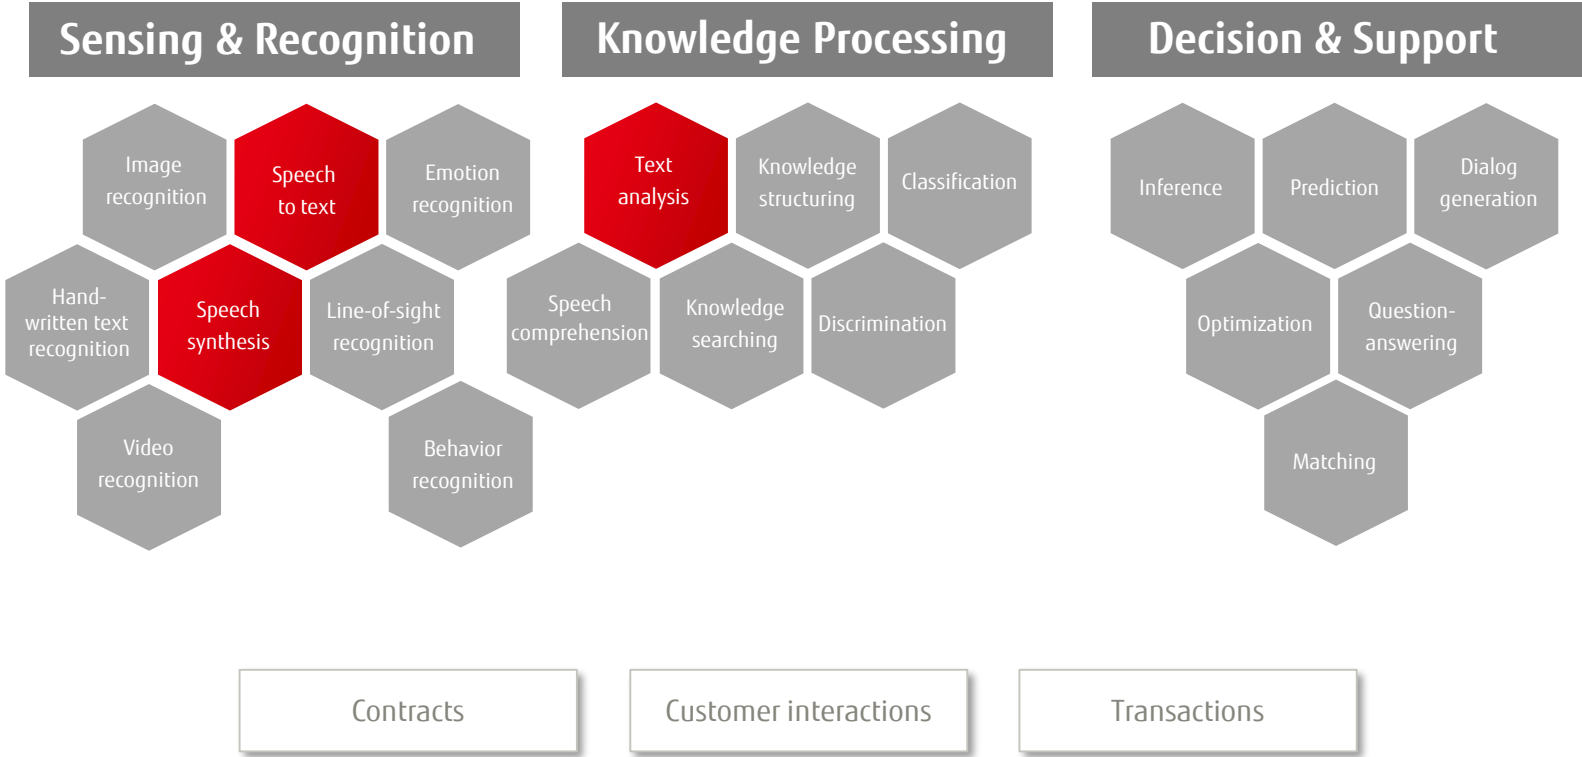 Sensing & Recognition
Knowledge Processing
Decision & Support
Image
recognition
Speech
to text
Emotion
recognition
Hand-
written text
recognition
Speech
synthesis
Line-of-sight
recognition
Video
recognition
Behavior
recognition
Text
analysis
Knowledge
structuring
Classification
Speech
comprehension
Knowledge
searching
Discrimination
Inference
Prediction
Dialog
generation
Optimization
Question-
answering
Matching
Contracts
Customer interactions
Transactions